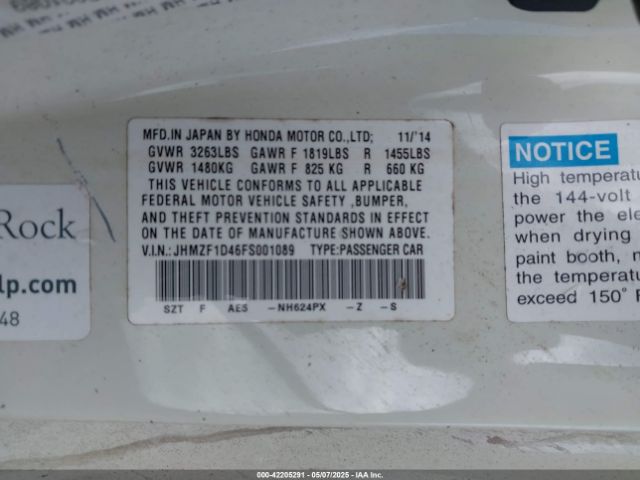 MFD.IN JAPAN BY HONDA MOTOR CO.,LTD; 11/'14
GVWR 3263LBS GAWR F 1819LBS R 1455LBS
GVWR 1480KG GAWR F 825 KG R 660 KG
THIS VEHICLE CONFORMS TO ALL APPLICABLE
FEDERAL MOTOR VEHICLE SAFETY ,BUMPER,
AND THEFT PREVENTION STANDARDS IN EFFECT
ON THE DATE OF MANUFACTURE SHOWN ABOVE.
V.I.N.: JHMZF1D46FS001089 TYPE:PASSENGER CAR
SZT F AE5 -NH624PX -Z -S
Rock
lp.com
48
NOTICE
High temperatu
the 144-volt
power the ele
when drying
paint booth,
the temperatu
exceed 150° F
000-42205291 - 05/07/2025 - IAA Inc.